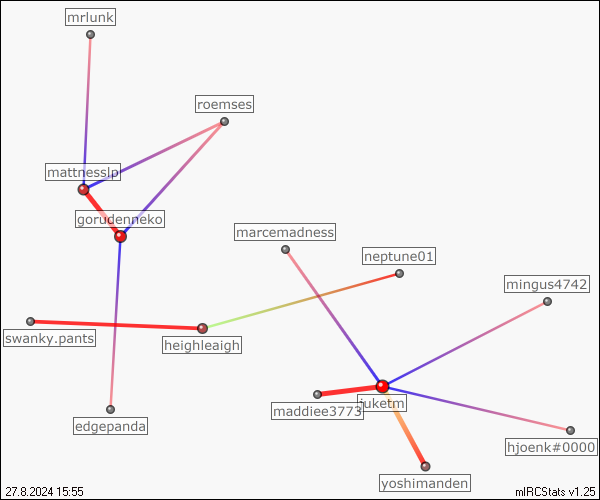 mrlunk
roemses
mattnesslp
gorudenneko
marcemadness
neptune01
mingus4742
swanky.pants
heighleaigh
maddiee3773
juketm
edgepanda
hjoenk#0000
yoshimanden
27.8.2024 15:55
mIRCStats v1.25